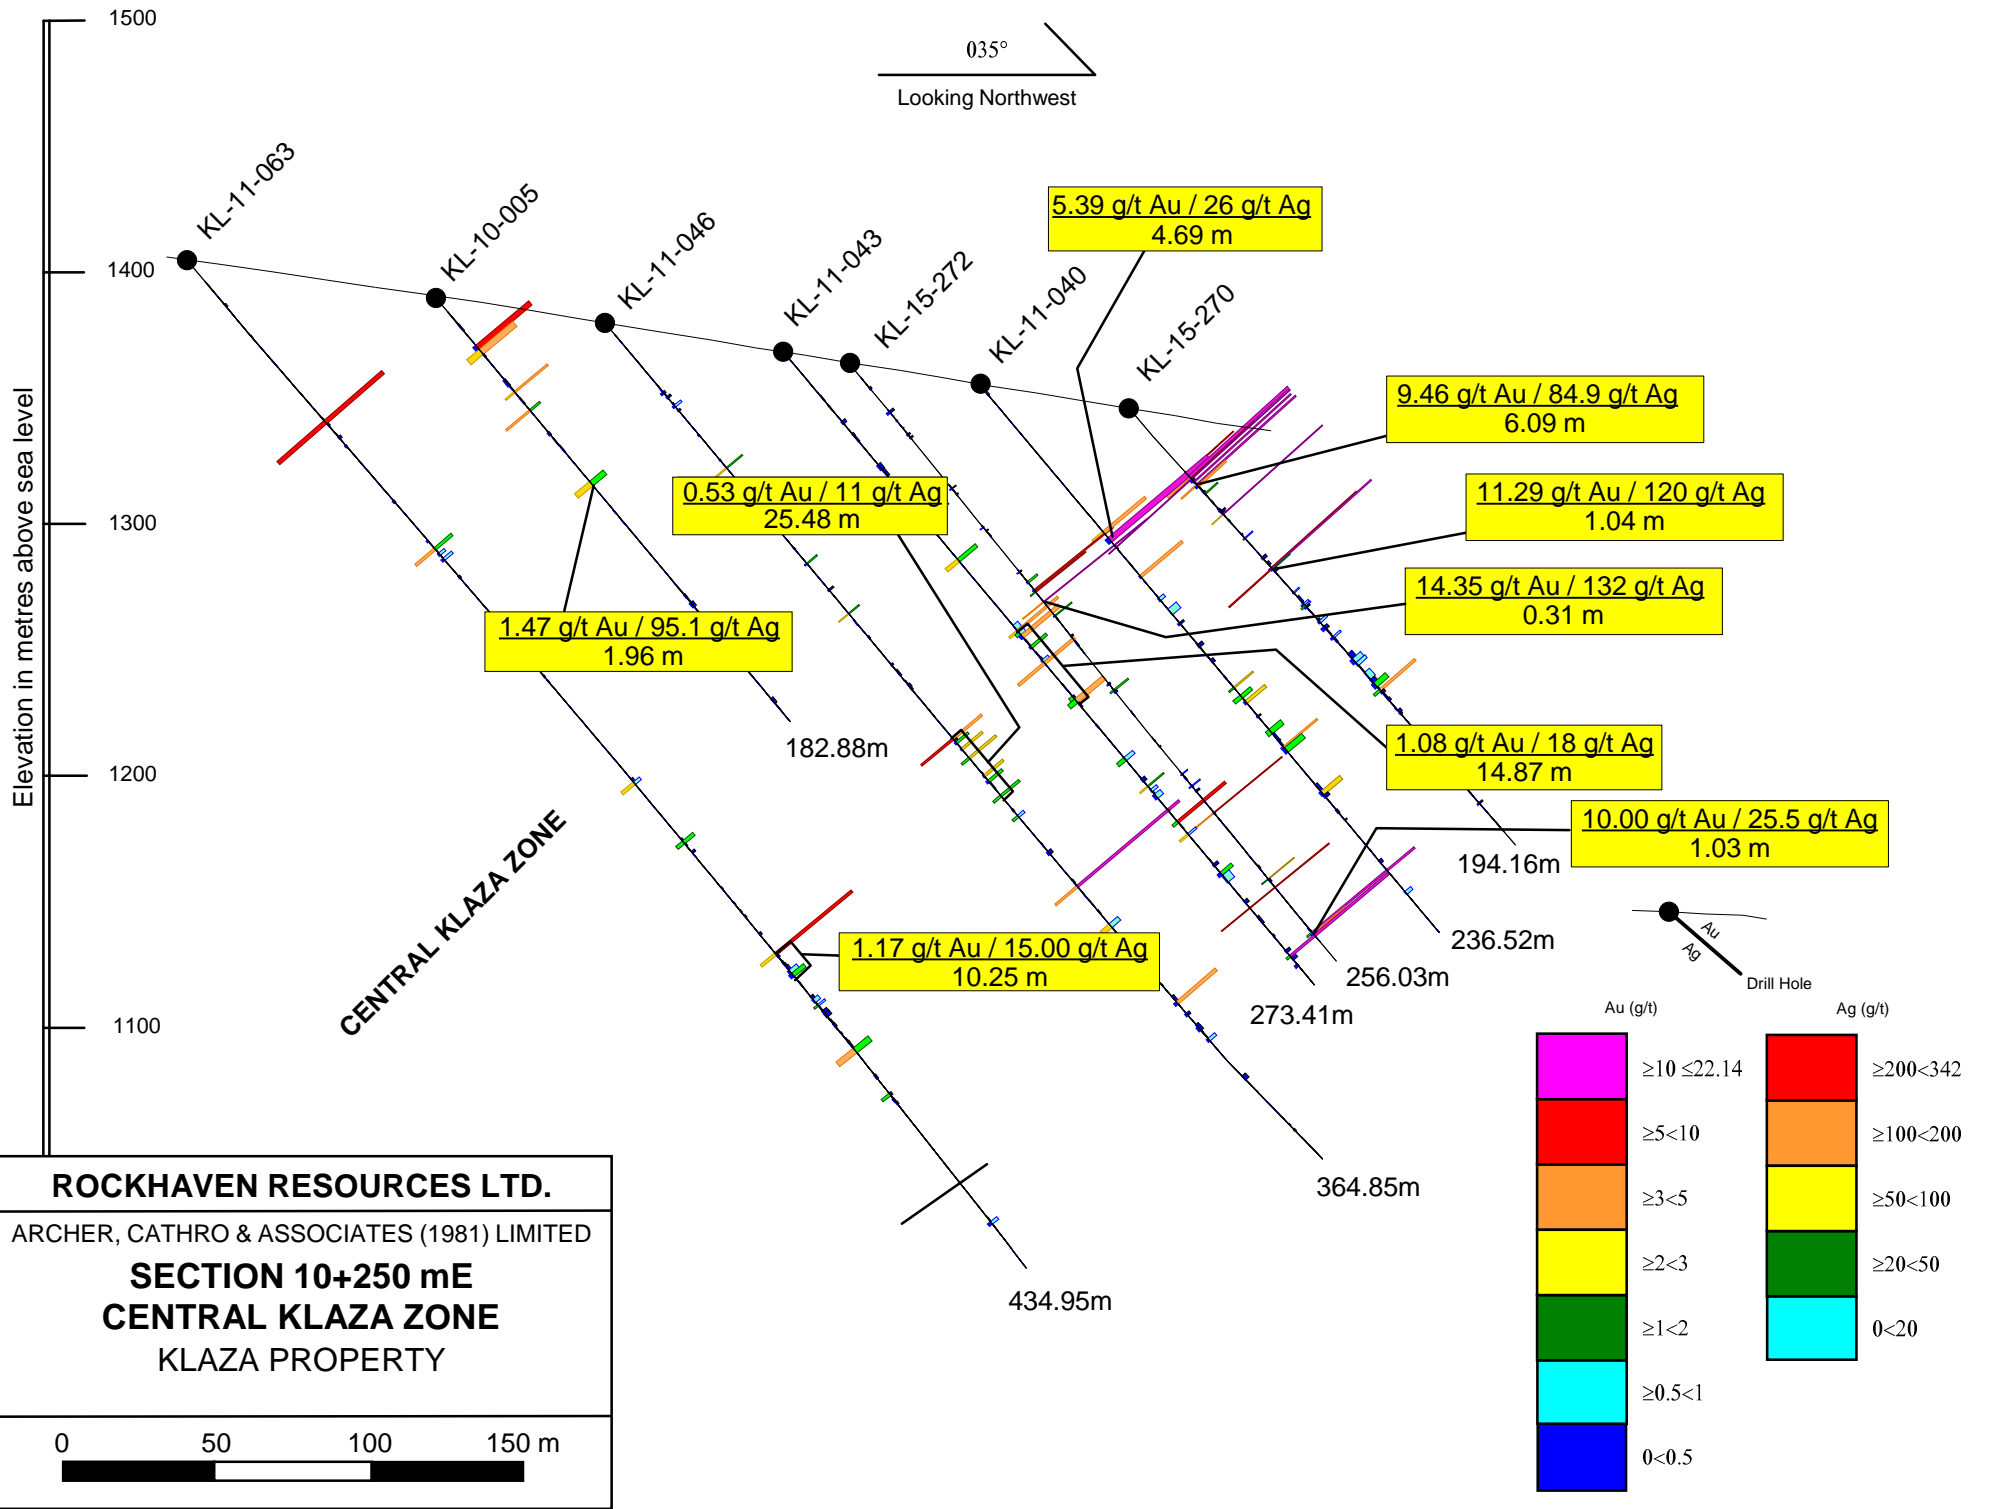 1500
035°
Looking Northwest
KL-11-063
KL-10-005
KL-11-046
KL-11-043
KL-15-272
KL-11-040
KL-15-270
5.39 g/t Au / 26 g/t Ag
4.69 m
1400
9.46 g/t Au / 84.9 g/t Ag
6.09 m
11.29 g/t Au / 120 g/t Ag
1.04 m
0.53 g/t Au / 11 g/t Ag
25.48 m
1300
14.35 g/t Au / 132 g/t Ag
0.31 m
1.47 g/t Au / 95.1 g/t Ag
1.96 m
Elevation in metres above sea level
182.88m
1.08 g/t Au / 18 g/t Ag
14.87 m
1200
10.00 g/t Au / 25.5 g/t Ag
1.03 m
194.16m
CENTRAL KLAZA ZONE
236.52m
1.17 g/t Au / 15.00 g/t Ag
10.25 m
256.03m
273.41m
1100
Au
Ag
Drill Hole
364.85m
434.95m
Au (g/t)
≥10 ≤22.14
≥5<10
≥3<5
≥2<3
≥1<2
≥0.5<1
0<0.5
Ag (g/t)
≥200<342
≥100<200
≥50<100
≥20<50
0<20
ROCKHAVEN RESOURCES LTD.
ARCHER, CATHRO & ASSOCIATES (1981) LIMITED
SECTION 10+250 mE
CENTRAL KLAZA ZONE
KLAZA PROPERTY
0 50 100 150 m